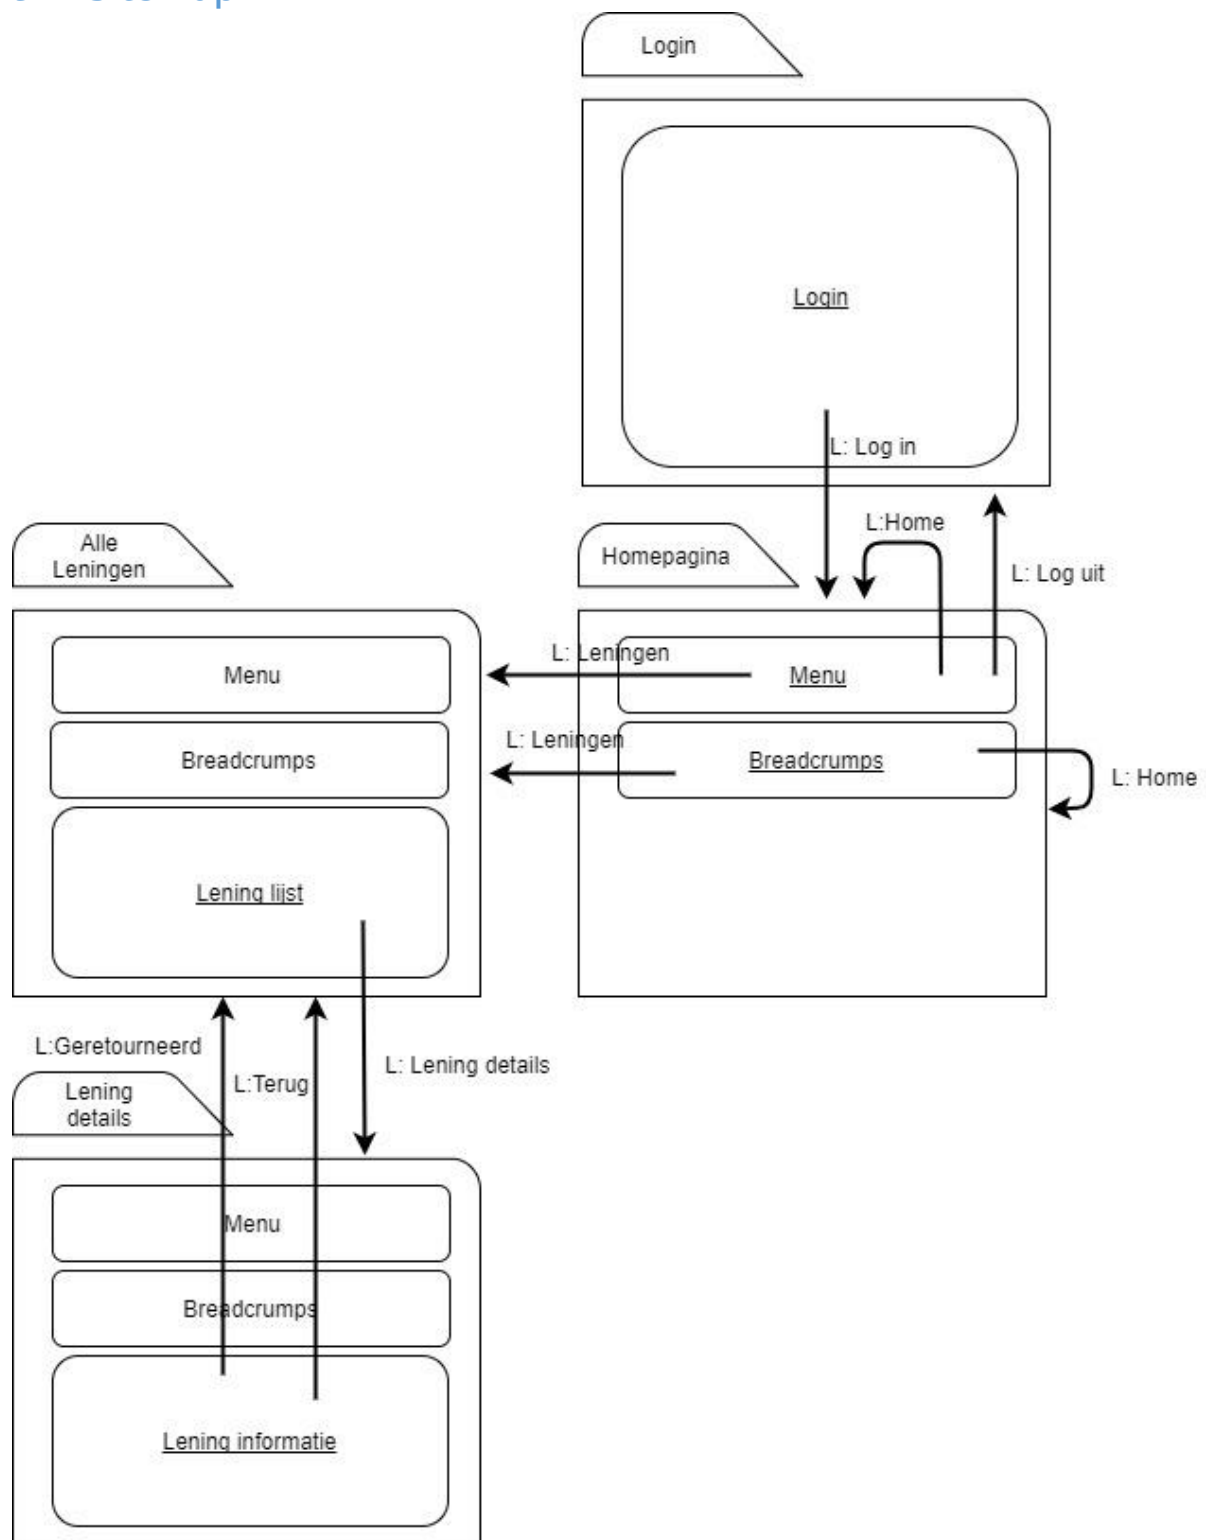 Login
Login
L: Log in
L:Home
L: Log uit
Alle
Leningen
Homepagina
L: Leningen
Menu
Menu
L: Leningen
Breadcrumps
Breadcrumps
L: Home
Lening lijst
L:Geretourneerd
L:Terug
L: Lening details
Lening
details
Menu
Breadcrumps
Lening informatie